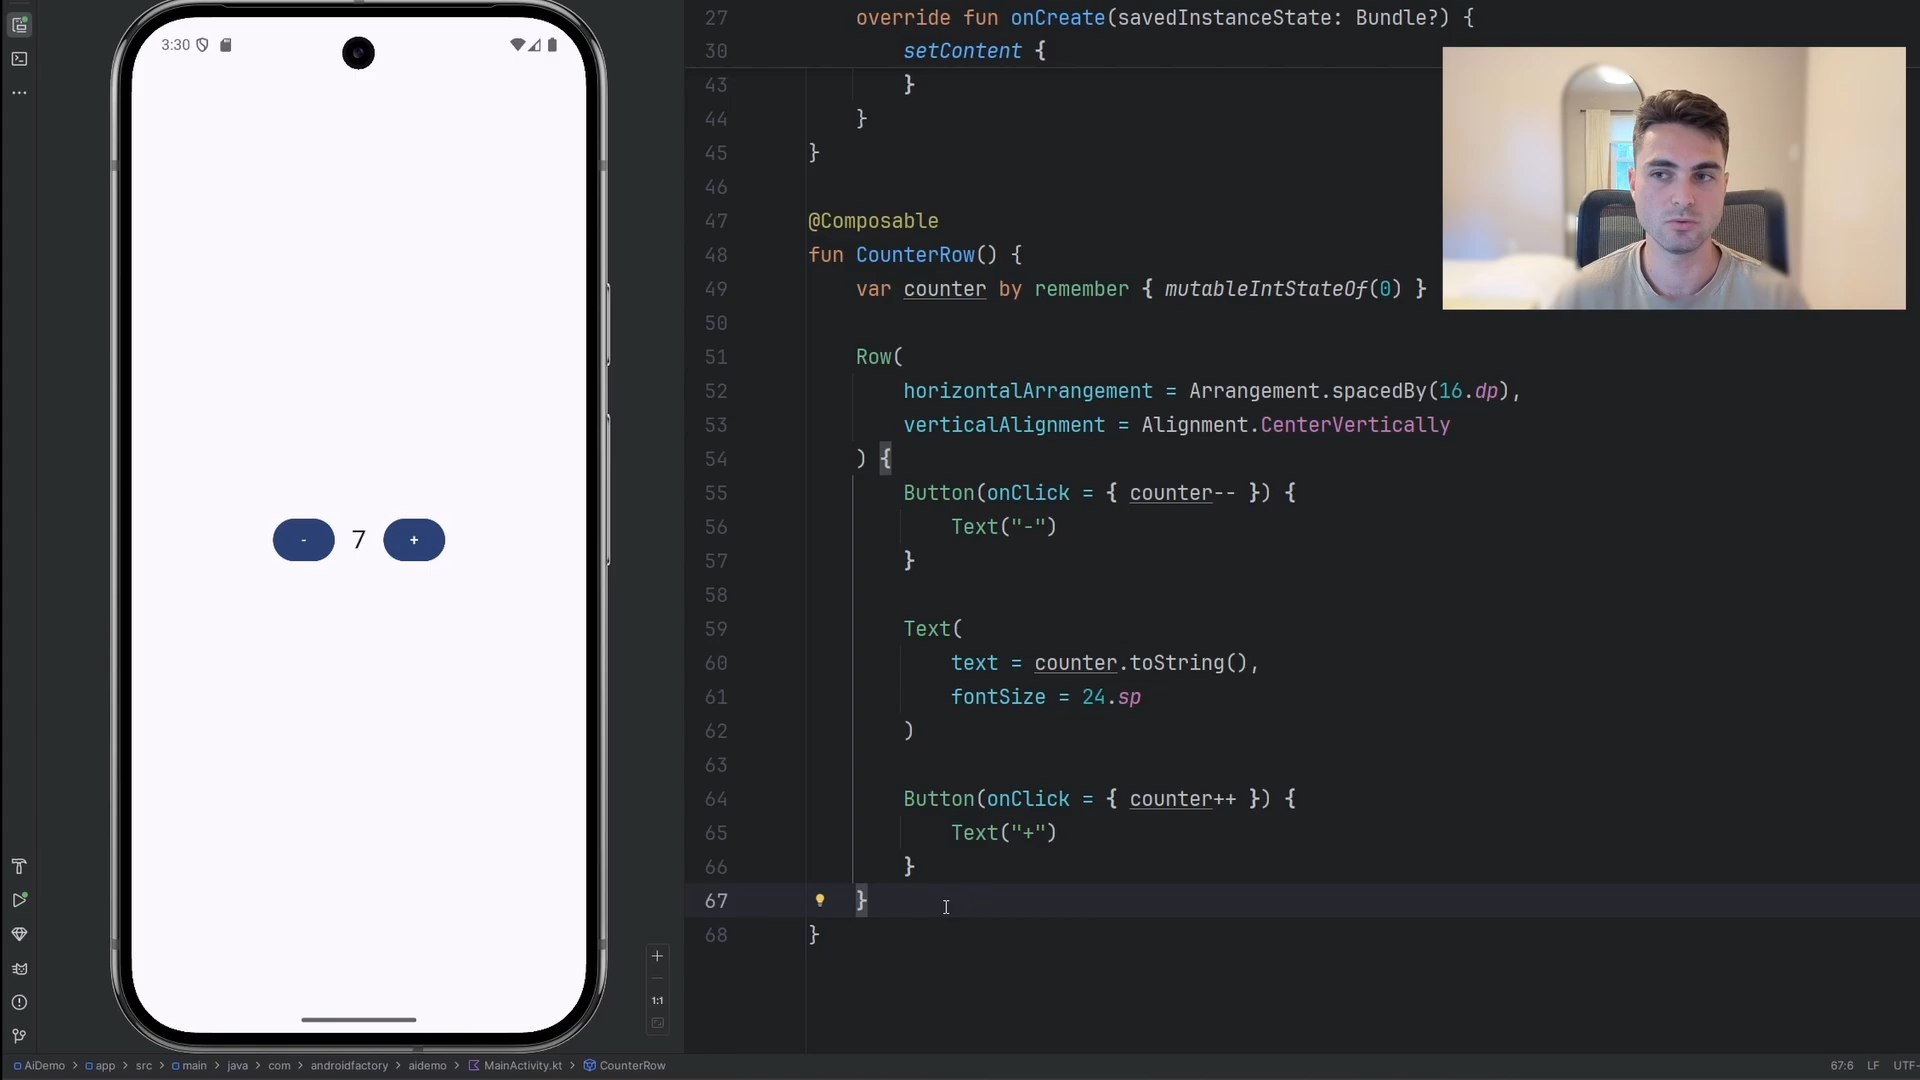 3:30
- 7 +
1:1
27 override fun onCreate(savedInstanceState: Bundle?) {
30 setContent {
43 }
44 }
45 }
46
47 @Composable
48 fun CounterRow() {
49 var counter by remember { mutableIntStateOf(0) }
50
51 Row(
52 horizontalArrangement = Arrangement.spacedBy(16.dp),
53 verticalAlignment = Alignment.CenterVertically
54 ) {
55 Button(onClick = { counter-- }) {
56 Text("-")
57 }
58
59 Text(
60 text = counter.toString(),
61 fontSize = 24.sp
62 )
63
64 Button(onClick = { counter++ }) {
65 Text("+")
66 }
67 }
68 }
AiDemo > app > src > main > java > com > androidfactory > aidemo > MainActivity.kt > CounterRow
67:6 LF UTF-